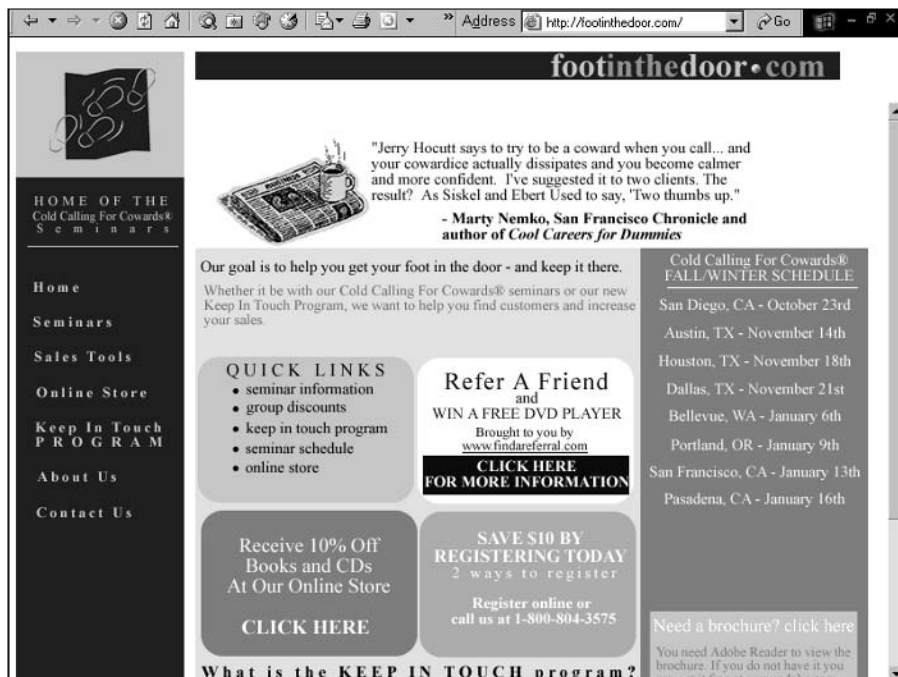 Address http://footinthedoor.com/ Go
footinthedoor•com
HOME OF THE
Cold Calling For Cowards®
Seminars
Home
Seminars
Sales Tools
Online Store
Keep In Touch
PROGRAM
About Us
Contact Us
"Jerry Hocutt says to try to be a coward when you call... and
your cowardice actually dissipates and you become calmer
and more confident. I've suggested it to two clients. The
result? As Siskel and Ebert Used to say, 'Two thumbs up."
- Marty Nemko, San Francisco Chronicle and
author of Cool Careers for Dummies
Our goal is to help you get your foot in the door - and keep it there.
Whether it be with our Cold Calling For Cowards® seminars or our new
Keep In Touch Program, we want to help you find customers and increase
your sales.
QUICK LINKS
• seminar information
• group discounts
• keep in touch program
• seminar schedule
• online store
Refer A Friend
and
WIN A FREE DVD PLAYER
Brought to you by
www.findareferral.com
CLICK HERE
FOR MORE INFORMATION
Receive 10% Off
Books and CDs
At Our Online Store
CLICK HERE
SAVE $10 BY
REGISTERING TODAY
2 ways to register
Register online or
call us at 1-800-804-3575
What is the KEEP IN TOUCH program?
Cold Calling For Cowards®
FALL/WINTER SCHEDULE
San Diego, CA - October 23rd
Austin, TX - November 14th
Houston, TX - November 18th
Dallas, TX - November 21st
Bellevue, WA - January 6th
Portland, OR - January 9th
San Francisco, CA - January 13th
Pasadena, CA - January 16th
Need a brochure? click here
You need Adobe Reader to view the
brochure. If you do not have it you